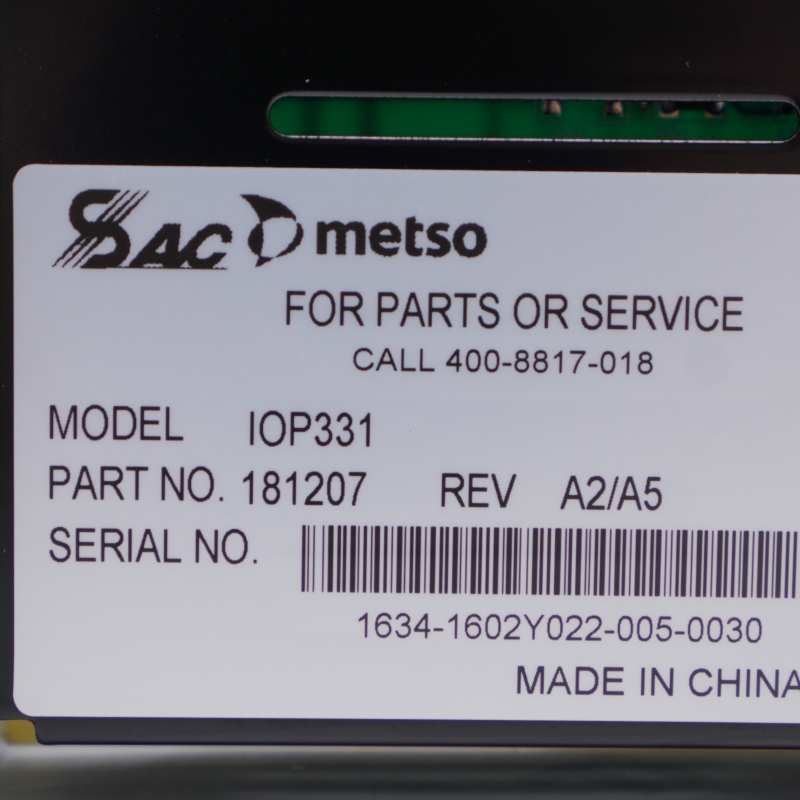 SAC metso
FOR PARTS OR SERVICE
CALL 400-8817-018
MODEL IOP331
PART NO. 181207 REV A2/A5
SERIAL NO.
1634-1602Y022-005-0030
MADE IN CHINA